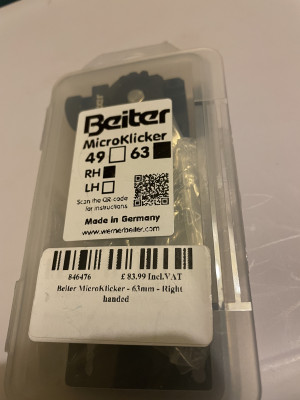 Beiter
MicroKlicker
49 63
RH
LH
Scan the QR-code
for instructions
Made in Germany
www.wernerbeiter.com
846476 £ 83.99 Incl.VAT
Beiter MicroKlicker - 63mm - Right
handed